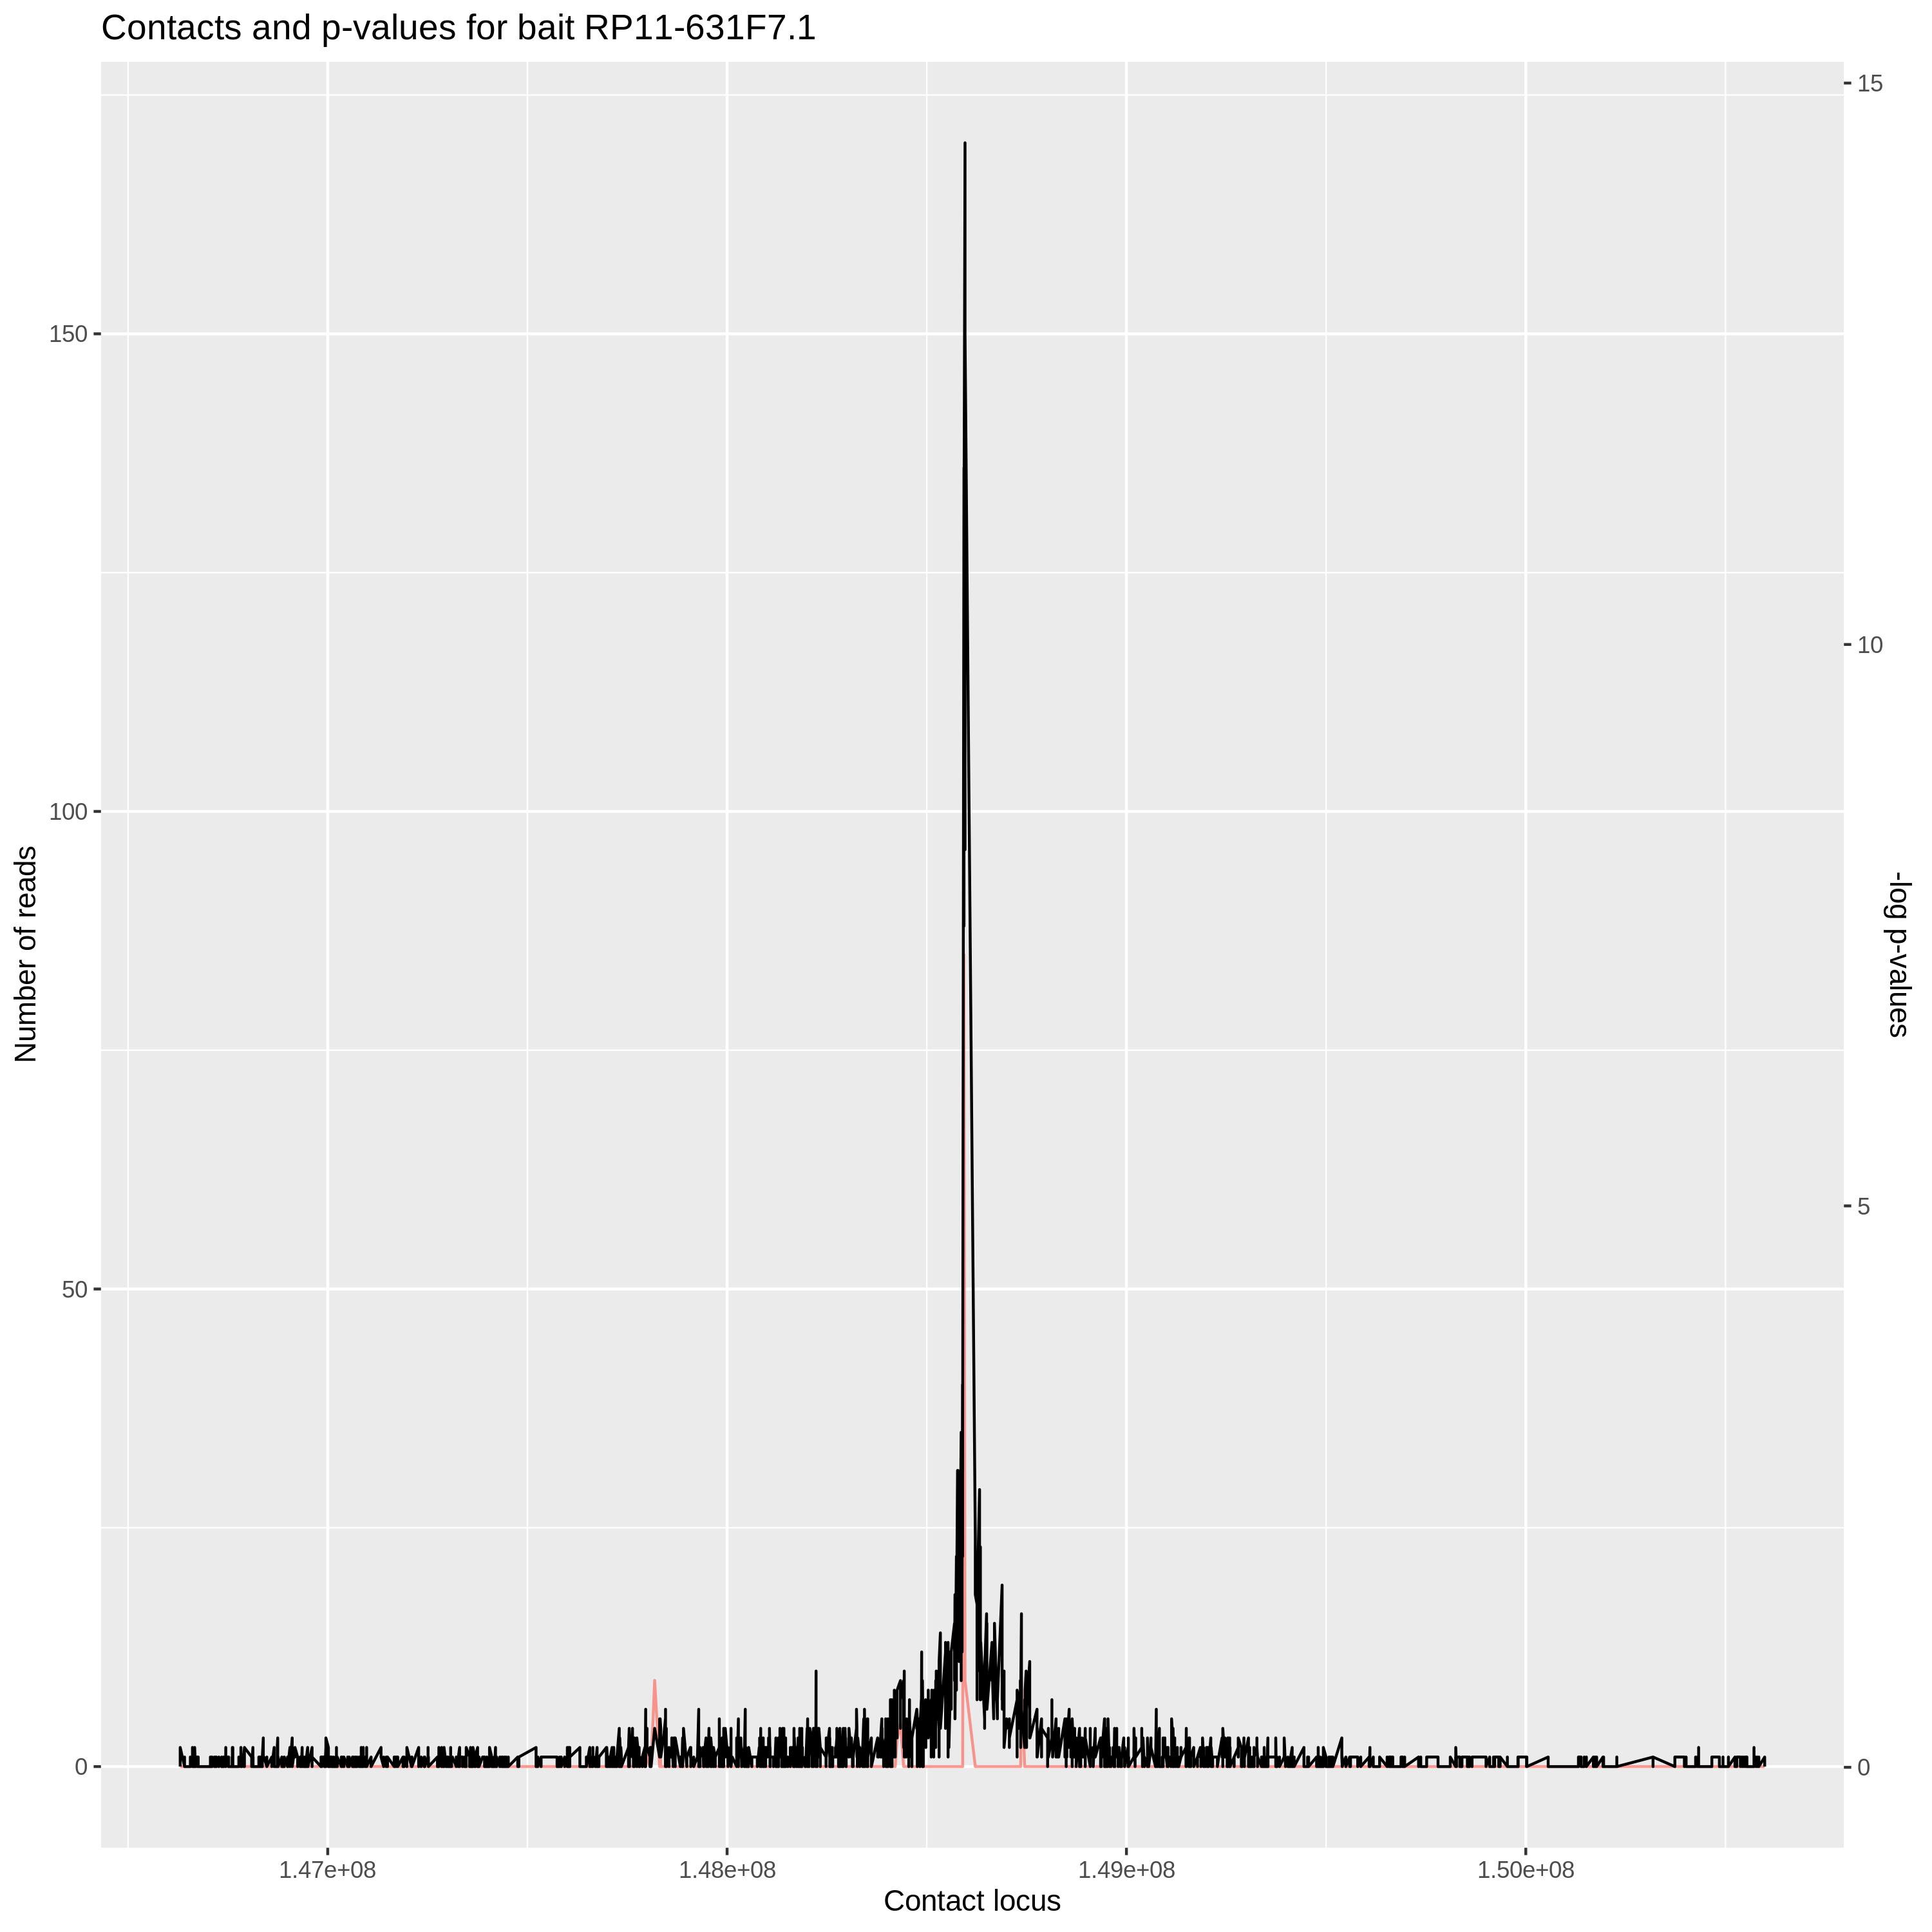 Contacts and p-values for bait RP11-631F7.1
15
150
10
100
Number of reads
-log p-values
5
50
0
0
1.47e+08
1.48e+08
1.49e+08
1.50e+08
Contact locus